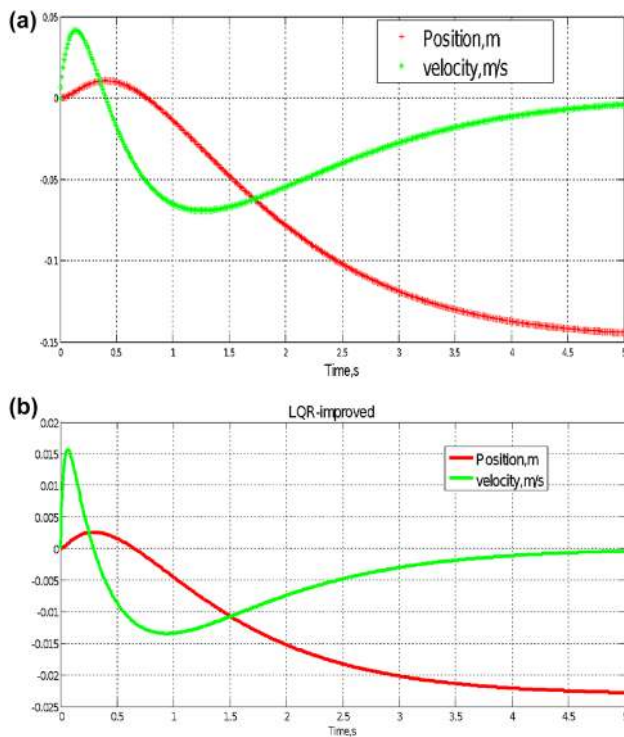 (a)
0.05
Position,m
velocity,m/s
0
-0.05
-0.1
-0.15
0 0.5 1 1.5 2 2.5 3 3.5 4 4.5 5
Time,s
(b)
LQR-improved
0.02
0.015
Position,m
velocity,m/s
0.01
0.005
0
-0.005
-0.01
-0.015
-0.02
-0.025
0 0.5 1 1.5 2 2.5 3 3.5 4 4.5 5
Time,s